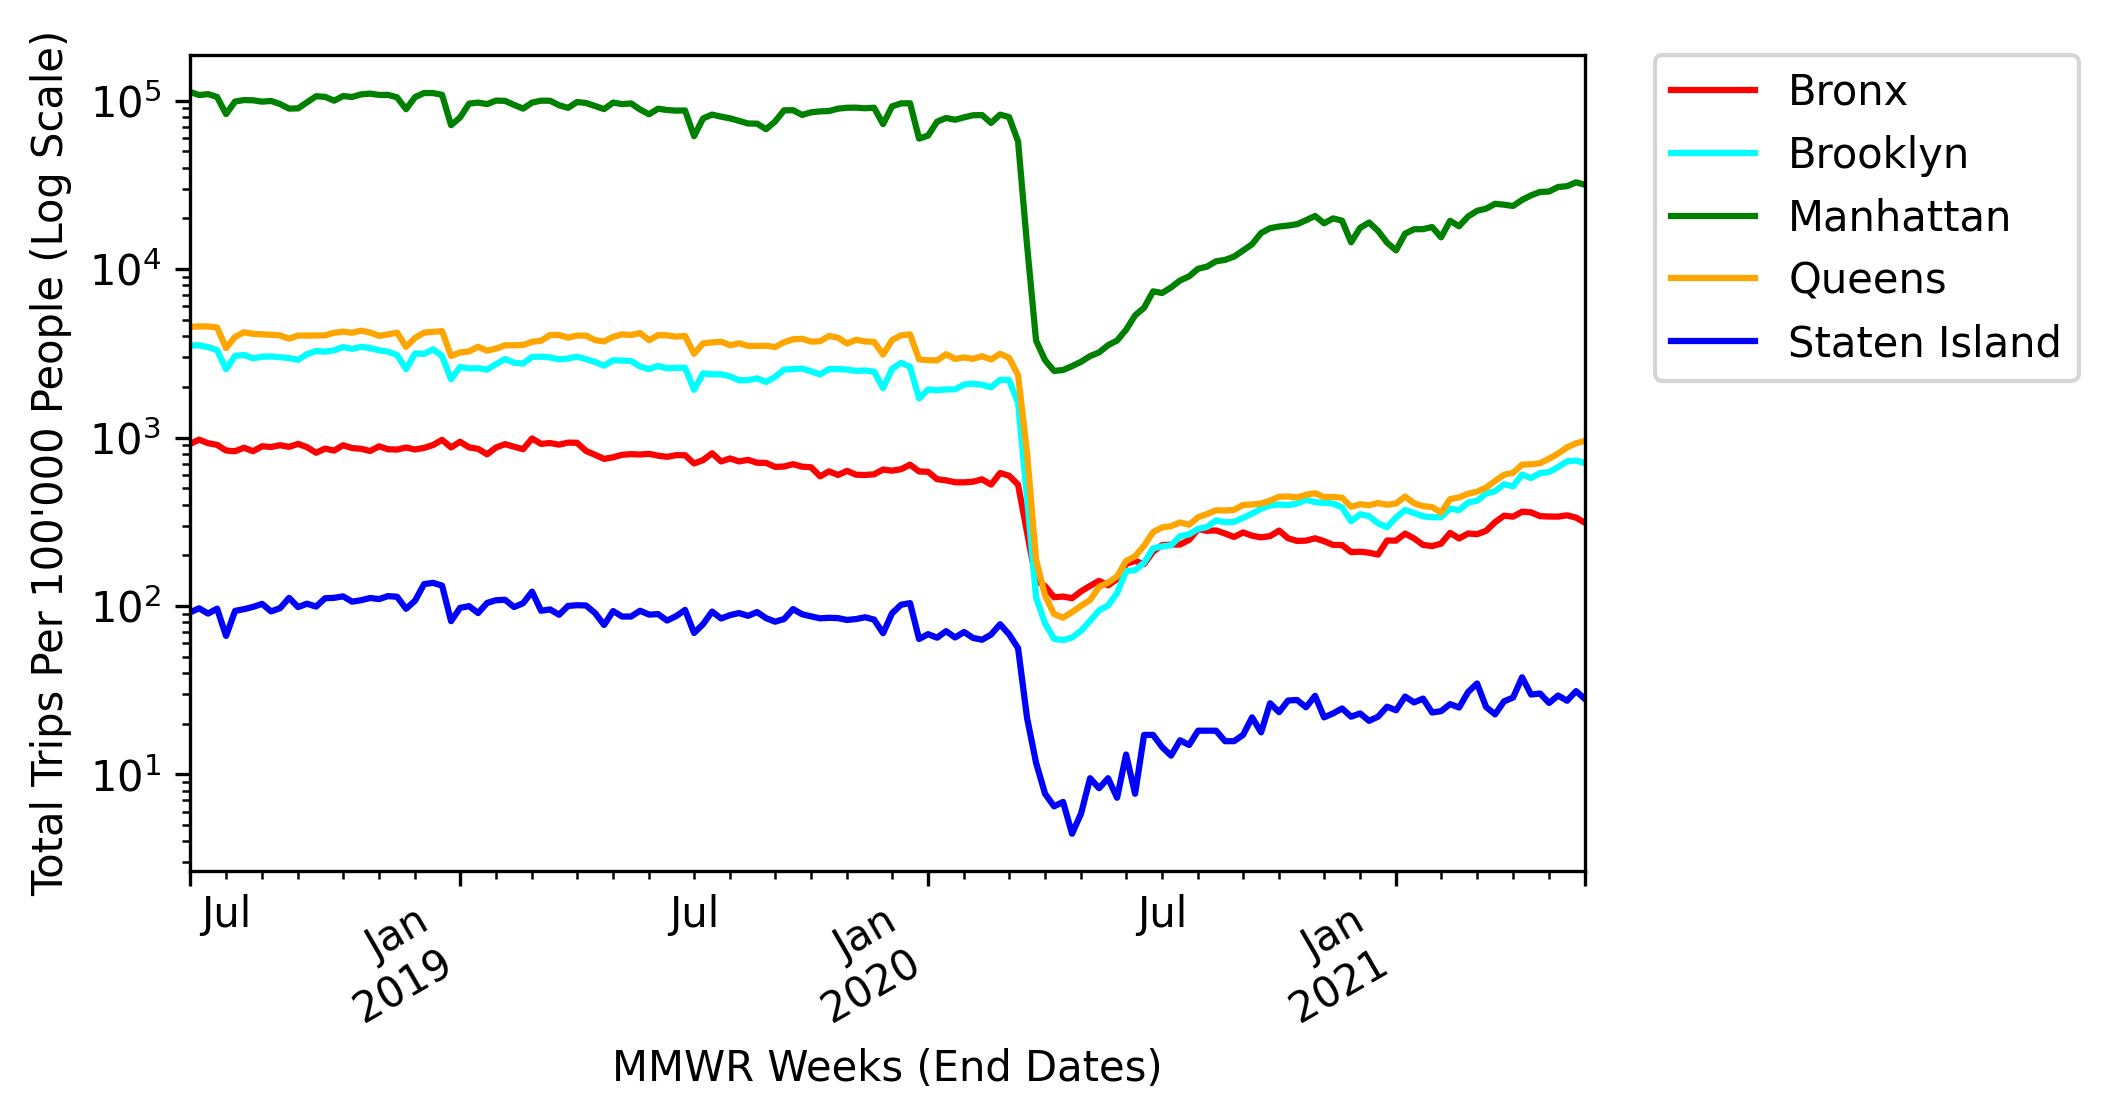 Total Trips Per 100'000 People (Log Scale)
10⁵
10⁴
10³
10²
10¹
Jul
Jan
2019
Jul
Jan
2020
Jul
Jan
2021
MMWR Weeks (End Dates)
Bronx
Brooklyn
Manhattan
Queens
Staten Island